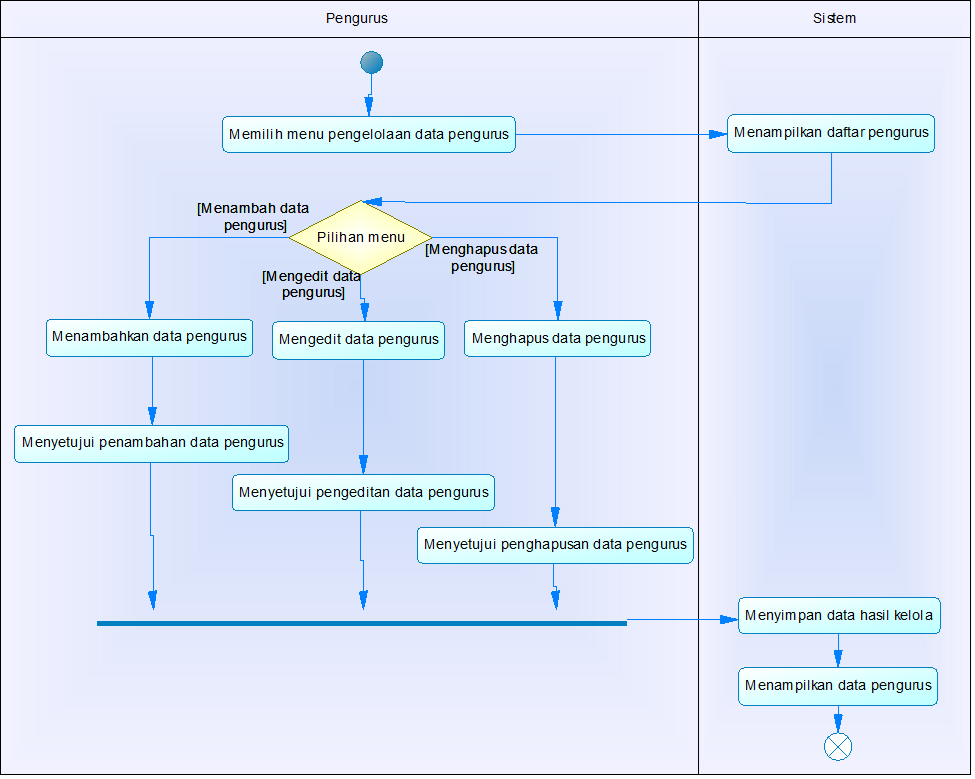 Pengurus
Sistem
Memilih menu pengelolaan data pengurus
Menampilkan daftar pengurus
[Menambah data
pengurus]
Pilihan menu
[Menghapus data
pengurus]
[Mengedit data
pengurus]
Menambahkan data pengurus
Mengedit data pengurus
Menghapus data pengurus
Menyetujui penambahan data pengurus
Menyetujui pengeditan data pengurus
Menyetujui penghapusan data pengurus
Menyimpan data hasil kelola
Menampilkan data pengurus